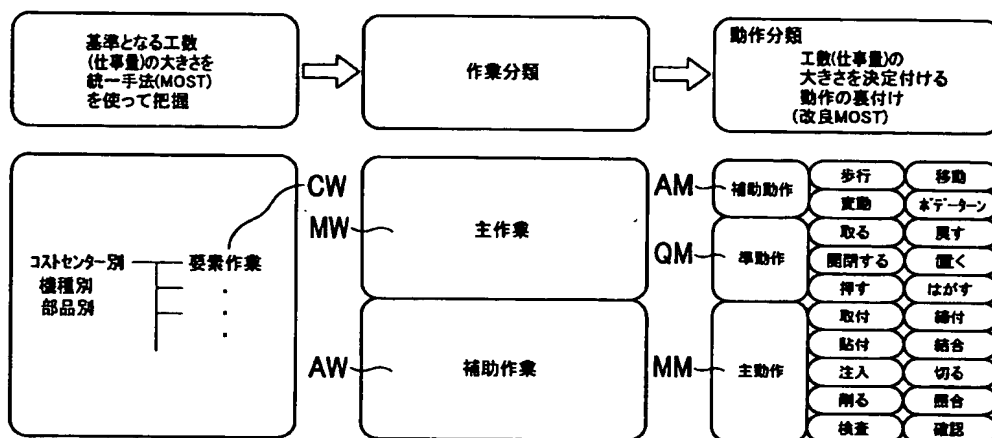 基準となる工数
(仕事量)の大きさを
統一手法(MOST)
を使って把握
作業分類
動作分類
工数(仕事量)の
大きさを決定付ける
動作の裏付け
(改良MOST)
CW
MW
AW
コストセンター別
機種別
部品別
要素作業
・
・
・
主作業
補助作業
AM
QM
MM
補助動作
準動作
主動作
歩行 移動
変動 ボデーターン
取る 戻す
開閉する 置く
押す はがす
取付 締付
貼付 結合
注入 切る
削る 照合
検査 確認